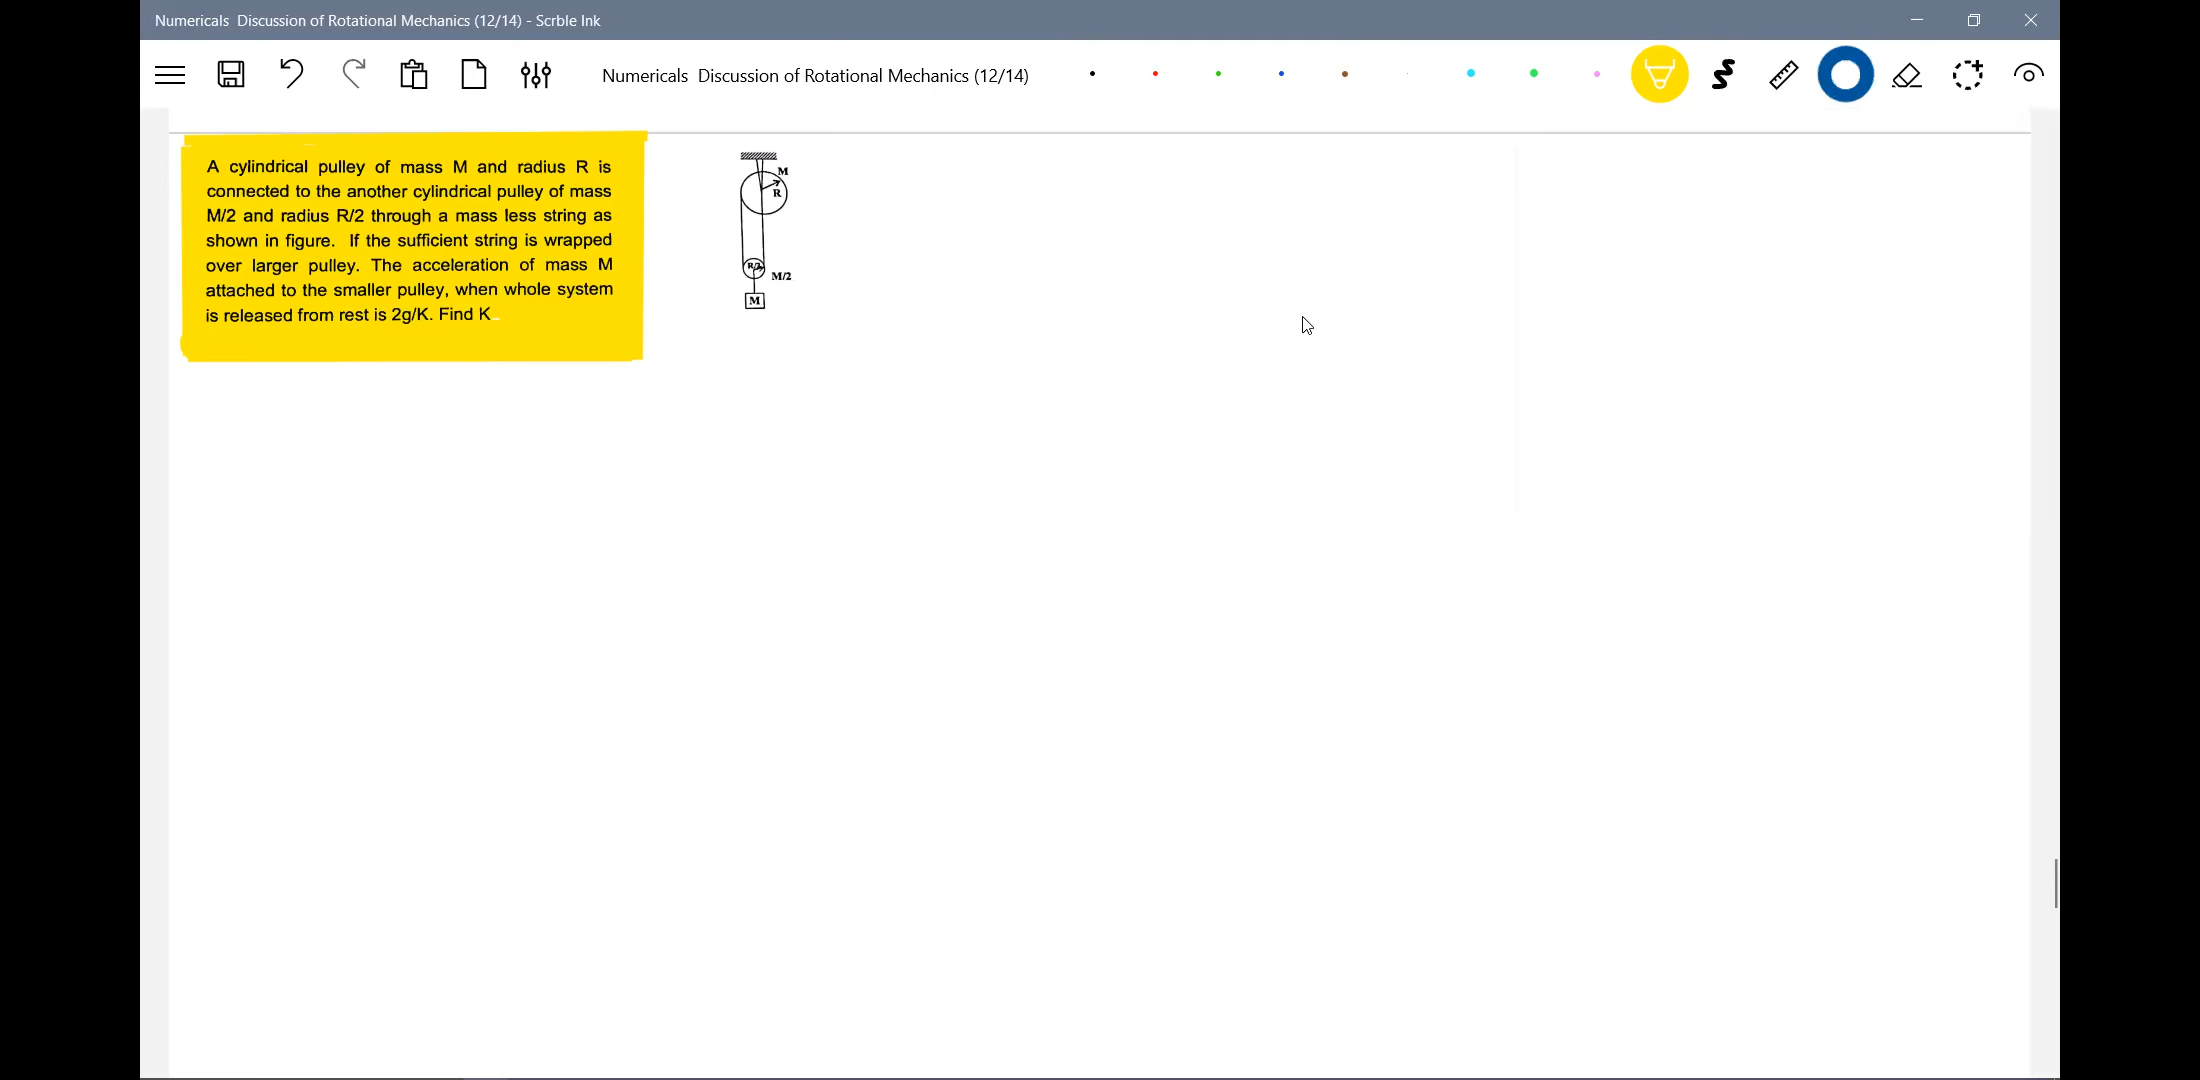 Numericals Discussion of Rotational Mechanics (12/14) - Scrble Ink
Numericals Discussion of Rotational Mechanics (12/14)
A cylindrical pulley of mass M and radius R is
connected to the another cylindrical pulley of mass
M/2 and radius R/2 through a mass less string as
shown in figure. If the sufficient string is wrapped
over larger pulley. The acceleration of mass M
attached to the smaller pulley, when whole system
is released from rest is 2g/K. Find K
M
R
R/2
M/2
M